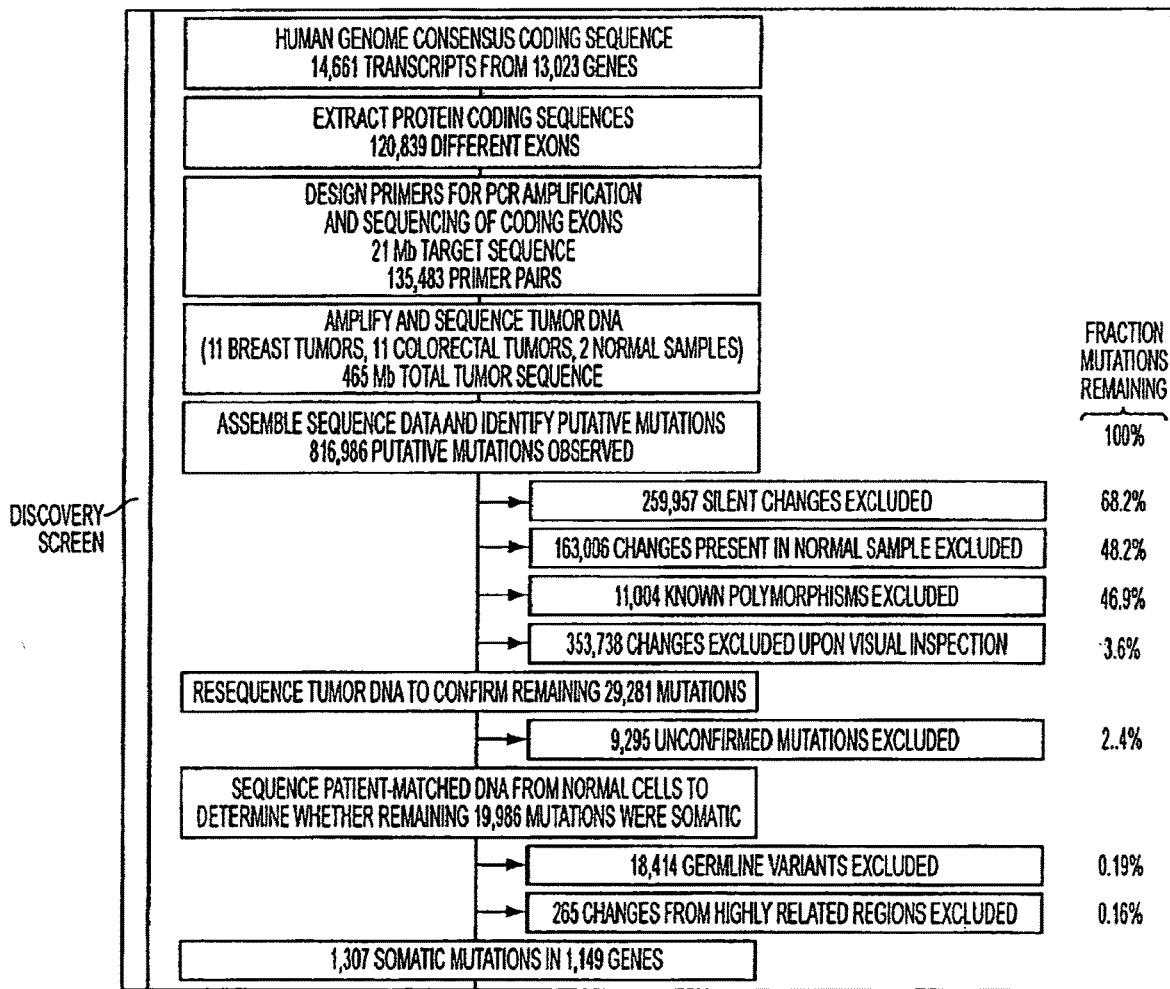 HUMAN GENOME CONSENSUS CODING SEQUENCE
14,661 TRANSCRIPTS FROM 13,023 GENES
EXTRACT PROTEIN CODING SEQUENCES
120,839 DIFFERENT EXONS
DESIGN PRIMERS FOR PCR AMPLIFICATION
AND SEQUENCING OF CODING EXONS
21 Mb TARGET SEQUENCE
135,483 PRIMER PAIRS
AMPLIFY AND SEQUENCE TUMOR DNA
(11 BREAST TUMORS, 11 COLORECTAL TUMORS, 2 NORMAL SAMPLES)
465 Mb TOTAL TUMOR SEQUENCE
FRACTION
MUTATIONS
REMAINING
ASSEMBLE SEQUENCE DATA AND IDENTIFY PUTATIVE MUTATIONS
816,986 PUTATIVE MUTATIONS OBSERVED
100%
DISCOVERY
SCREEN
259,957 SILENT CHANGES EXCLUDED
68.2%
163,006 CHANGES PRESENT IN NORMAL SAMPLE EXCLUDED
48.2%
11,004 KNOWN POLYMORPHISMS EXCLUDED
46.9%
353,738 CHANGES EXCLUDED UPON VISUAL INSPECTION
3.6%
RESEQUENCE TUMOR DNA TO CONFIRM REMAINING 29,281 MUTATIONS
9,295 UNCONFIRMED MUTATIONS EXCLUDED
2..4%
SEQUENCE PATIENT-MATCHED DNA FROM NORMAL CELLS TO
DETERMINE WHETHER REMAINING 19,986 MUTATIONS WERE SOMATIC
18,414 GERMLINE VARIANTS EXCLUDED
0.19%
265 CHANGES FROM HIGHLY RELATED REGIONS EXCLUDED
0.16%
1,307 SOMATIC MUTATIONS IN 1,149 GENES